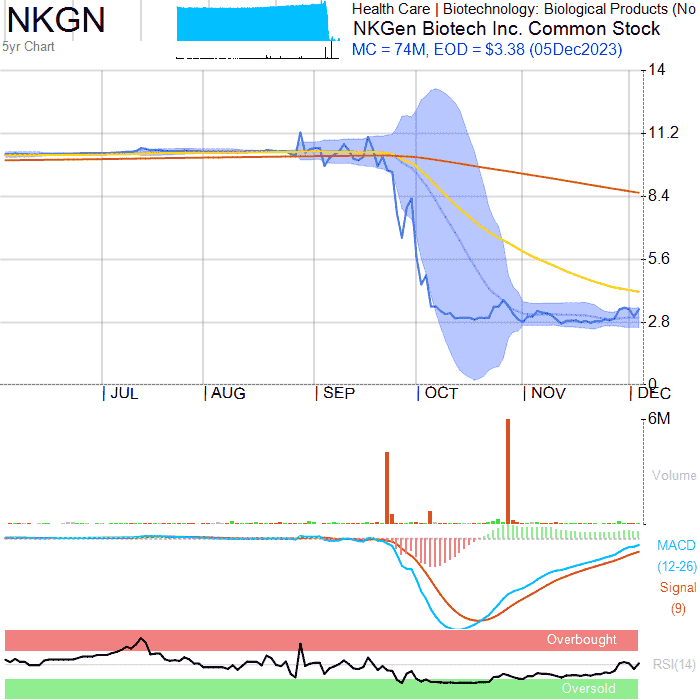 NKGN
5yr Chart
Health Care | Biotechnology: Biological Products (No
NKGen Biotech Inc. Common Stock
MC = 74M, EOD = $3.38 (05Dec2023)
14
11.2
8.4
5.6
2.8
0
JUL
AUG
SEP
OCT
NOV
DEC
6M
Volume
MACD
(12-26)
Signal
(9)
Overbought
RSI(14)
Oversold